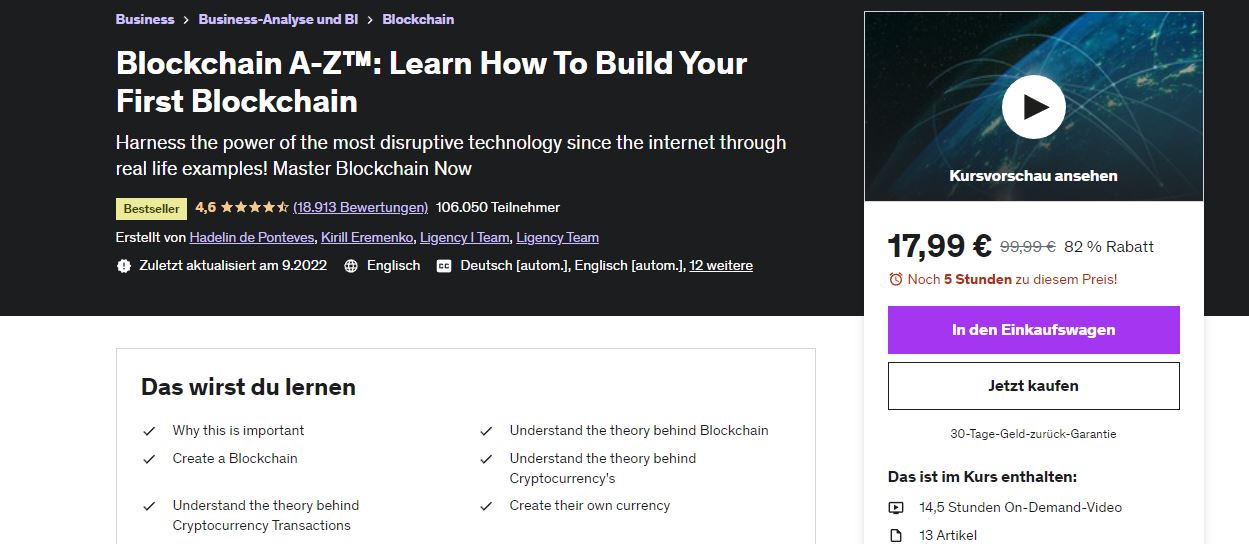 Business > Business-Analyse und BI > Blockchain
Blockchain A-Z™: Learn How To Build Your
First Blockchain
Harness the power of the most disruptive technology since the internet through
real life examples! Master Blockchain Now
Bestseller 4,6 (18.913 Bewertungen) 106.050 Teilnehmer
Erstellt von Hadelin de Ponteves, Kirill Eremenko, Ligency I Team, Ligency Team
Zuletzt aktualisiert am 9.2022 Englisch CC Deutsch [autom.], Englisch [autom.], 12 weitere
Kursvorschau ansehen
17,99 € 99,99 € 82 % Rabatt
Noch 5 Stunden zu diesem Preis!
In den Einkaufswagen
Jetzt kaufen
30-Tage-Geld-zurück-Garantie
Das ist im Kurs enthalten:
14,5 Stunden On-Demand-Video
13 Artikel
Das wirst du lernen
Why this is important
Understand the theory behind Blockchain
Create a Blockchain
Understand the theory behind
Cryptocurrency's
Understand the theory behind
Cryptocurrency Transactions
Create their own currency